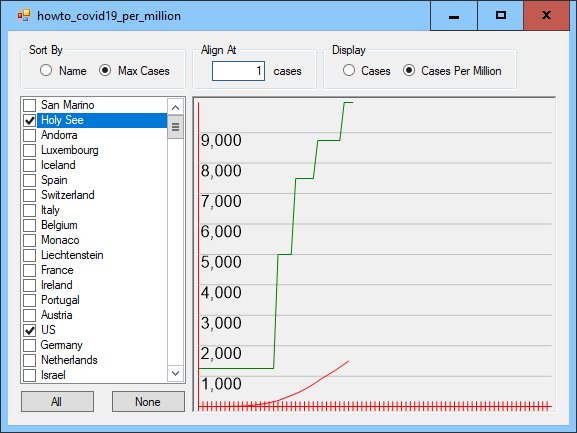 howto_covid19_per_million
Sort By
Name
Max Cases
Align At
1 cases
Display
Cases
Cases Per Million
San Marino
Holy See
Andorra
Luxembourg
Iceland
Spain
Switzerland
Italy
Belgium
Monaco
Liechtenstein
France
Ireland
Portugal
Austria
US
Germany
Netherlands
Israel
All
None
9,000
8,000
7,000
6,000
5,000
4,000
3,000
2,000
1,000